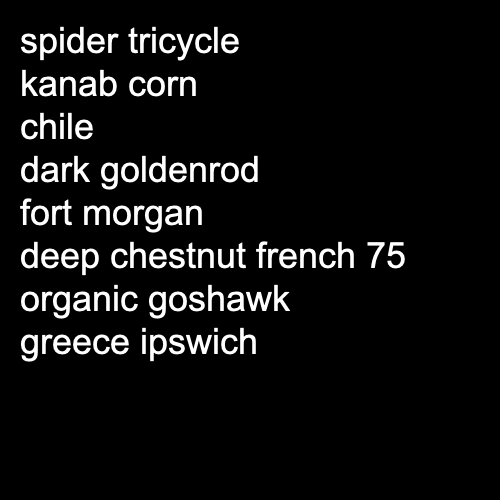 spider tricycle
kanab corn
chile
dark goldenrod
fort morgan
deep chestnut french 75
organic goshawk
greece ipswich